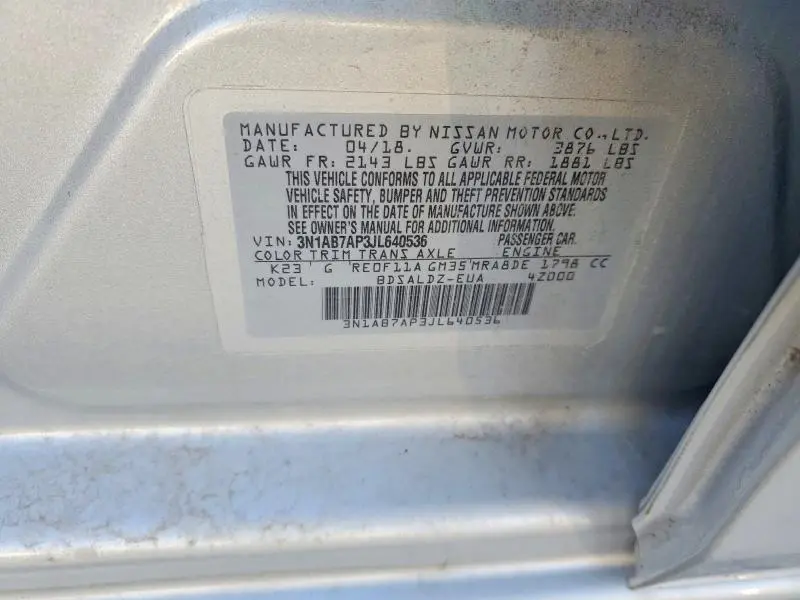 MANUFACTURED BY NISSAN MOTOR CO.,LTD.
DATE: 04/18. GVWR: 3876 LBS
GAWR FR: 2143 LBS GAWR RR: 1881 LBS
THIS VEHICLE CONFORMS TO ALL APPLICABLE FEDERAL MOTOR
VEHICLE SAFETY, BUMPER AND THEFT PREVENTION STANDARDS
IN EFFECT ON THE DATE OF MANUFACTURE SHOWN ABOVE.
SEE OWNER'S MANUAL FOR ADDITIONAL INFORMATION.
VIN: 3N1AB7AP3JL640536 PASSENGER CAR.
COLOR TRIM TRANS AXLE ENGINE
K23 G RE0F11A GM35 MRA8DE 1798 CC
MODEL: BDSALDZ-EUA 4Z000
3N1AB7AP3JL640536